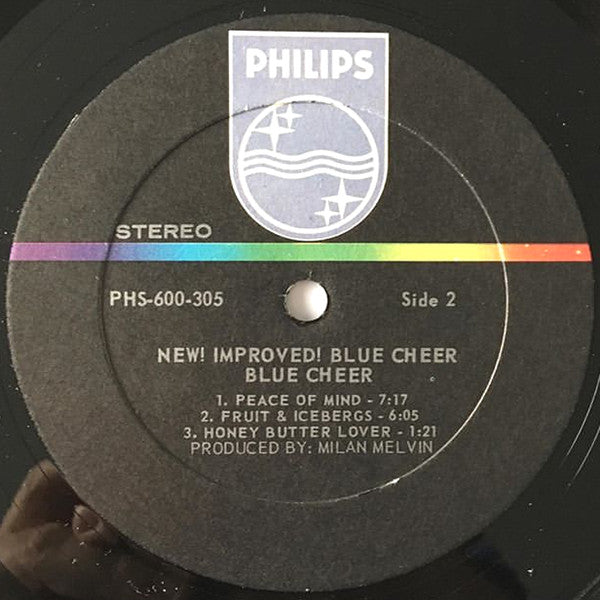 PHILIPS
STEREO
PHS-600-305 Side 2
NEW! IMPROVED! BLUE CHEER
BLUE CHEER
1. PEACE OF MIND - 7:17
2. FRUIT & ICEBERGS - 6:05
3. HONEY BUTTER LOVER - 1:21
PRODUCED BY: MILAN MELVIN